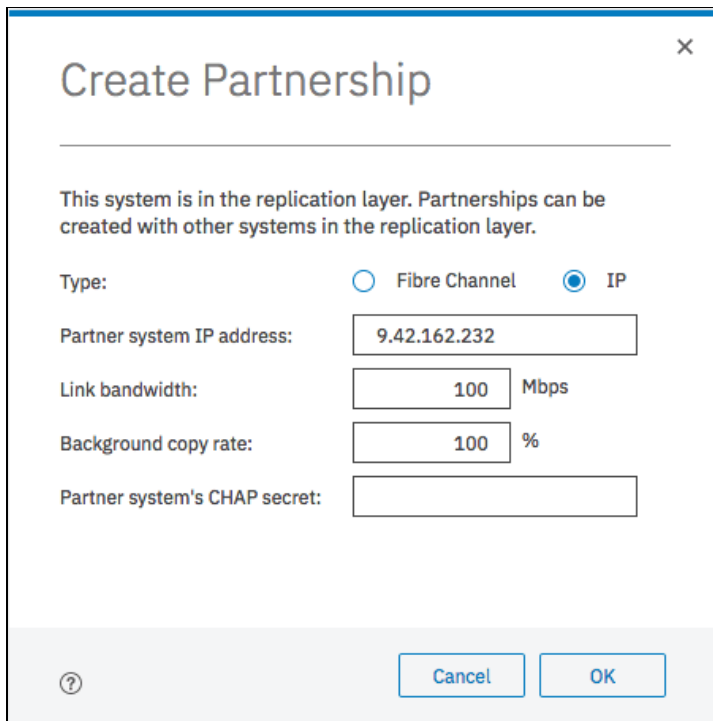 ×
Create Partnership
This system is in the replication layer. Partnerships can be
created with other systems in the replication layer.
Type: Fibre Channel IP
Partner system IP address: 9.42.162.232
Link bandwidth: 100 Mbps
Background copy rate: 100 %
Partner system's CHAP secret:
? Cancel OK